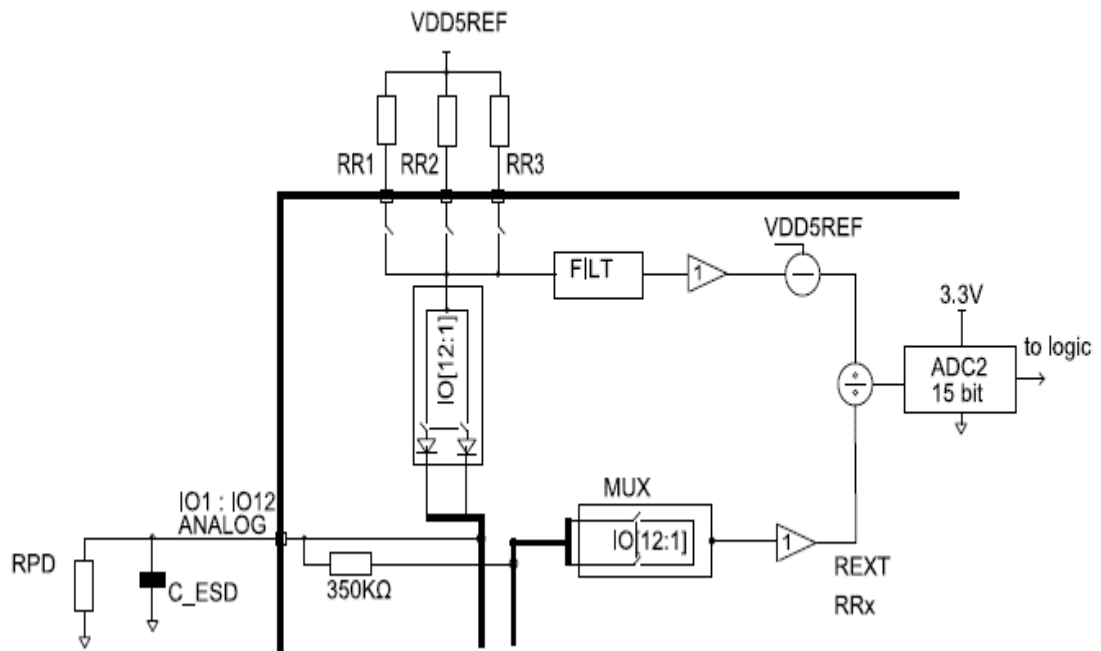 VDD5REF
RR1
RR2
RR3
VDD5REF
FILT
1
3.3V
to logic
ADC2
15 bit
IO[12:1]
IO1 : IO12
ANALOG
MUX
IO[12:1]
1
RPD
C_ESD
350KΩ
REXT
RRx